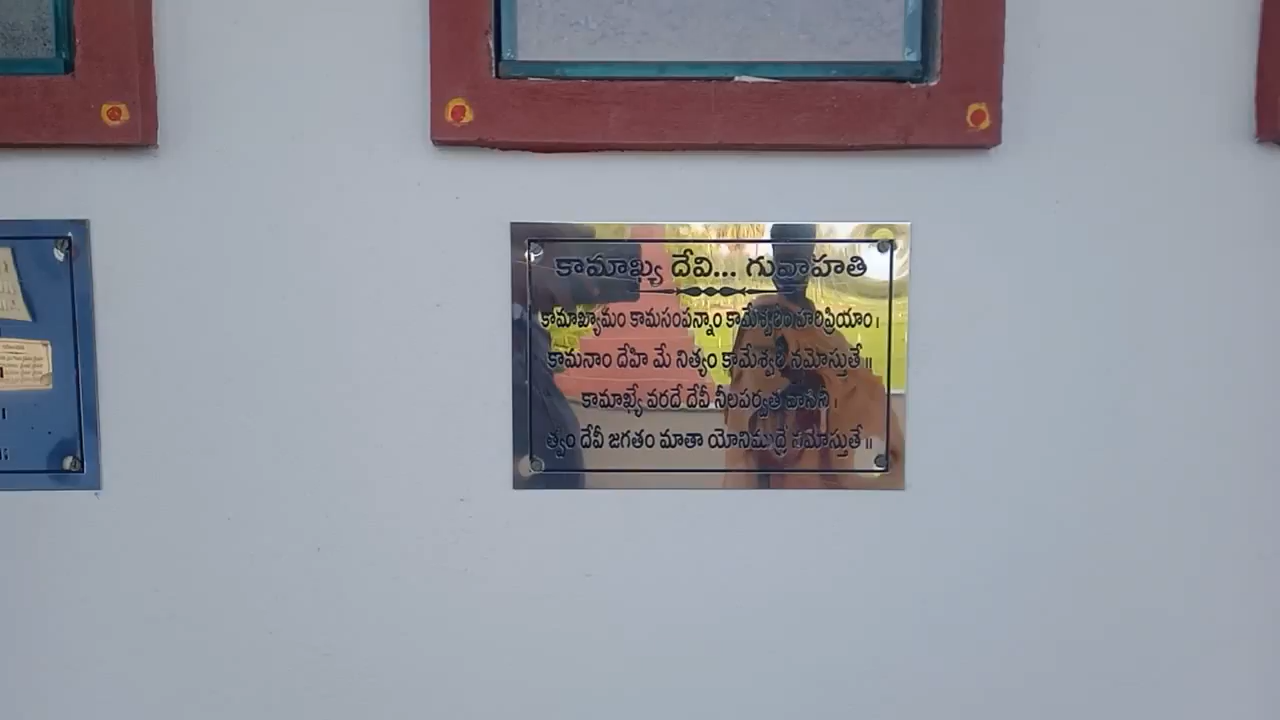 కామాఖ్య దేవి... గువాహతి
కామాఖ్యామం కామసంపన్నాం కామేశ్వరీం హరిప్రియాం।
కామనాం దేహి మే నిత్యం కామేశ్వరీ నమోస్తుతే॥
కామాఖ్యే వరదే దేవీ నీలపర్వత వాసినీ।
త్వం దేవీ జగతం మాతా యోనిముద్రే నమోస్తుతే॥